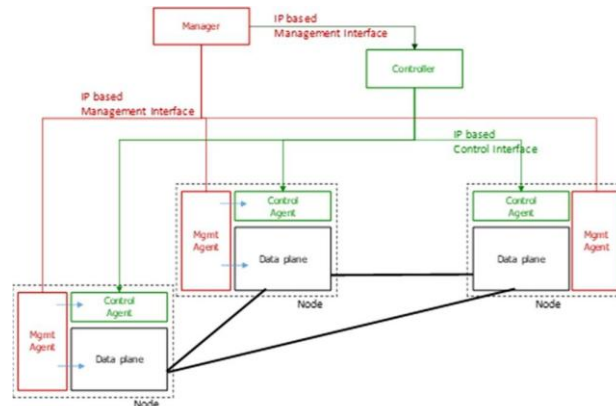 Manager
IP based
Management Interface
Controller
IP based
Management Interface
IP based
Control Interface
Mgmt
Agent
Control
Agent
Data plane
Node
Control
Agent
Mgmt
Agent
Data plane
Node
Mgmt
Agent
Control
Agent
Data plane
Node